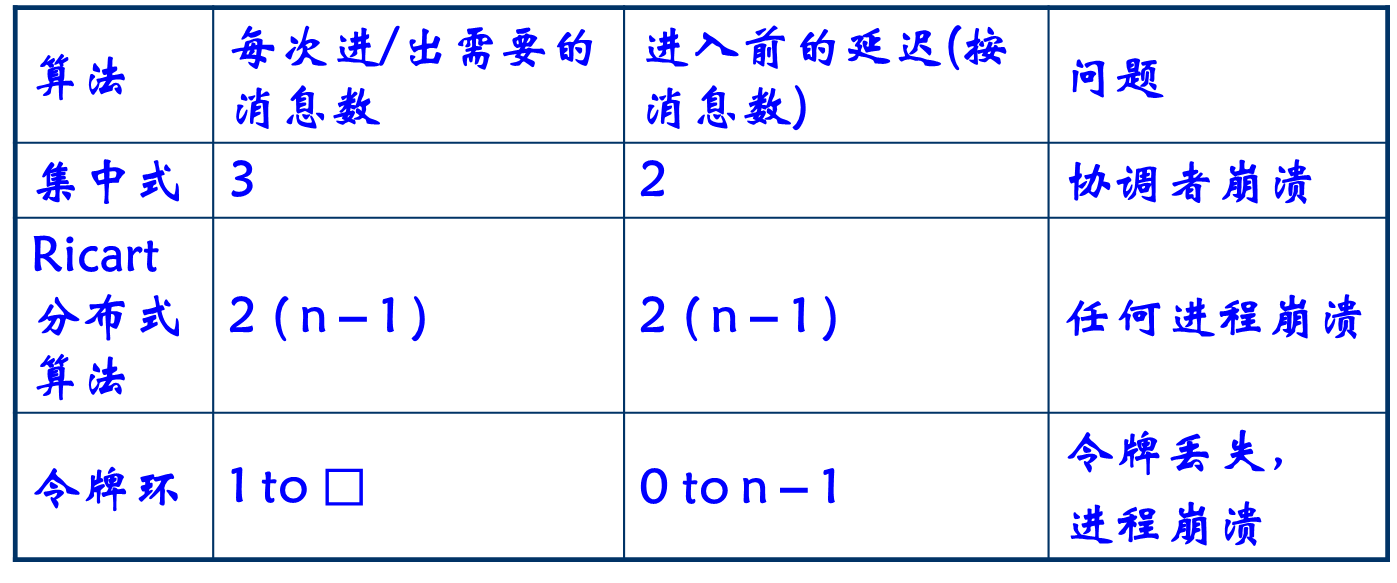 算法
每次进/出需要的
消息数
进入前的延迟(按
消息数)
问题
集中式
3
2
协调者崩溃
Ricart
分布式
算法
2 ( n – 1 )
2 ( n – 1 )
任何进程崩溃
令牌环
1 to □
0 to n – 1
令牌丢失,
进程崩溃